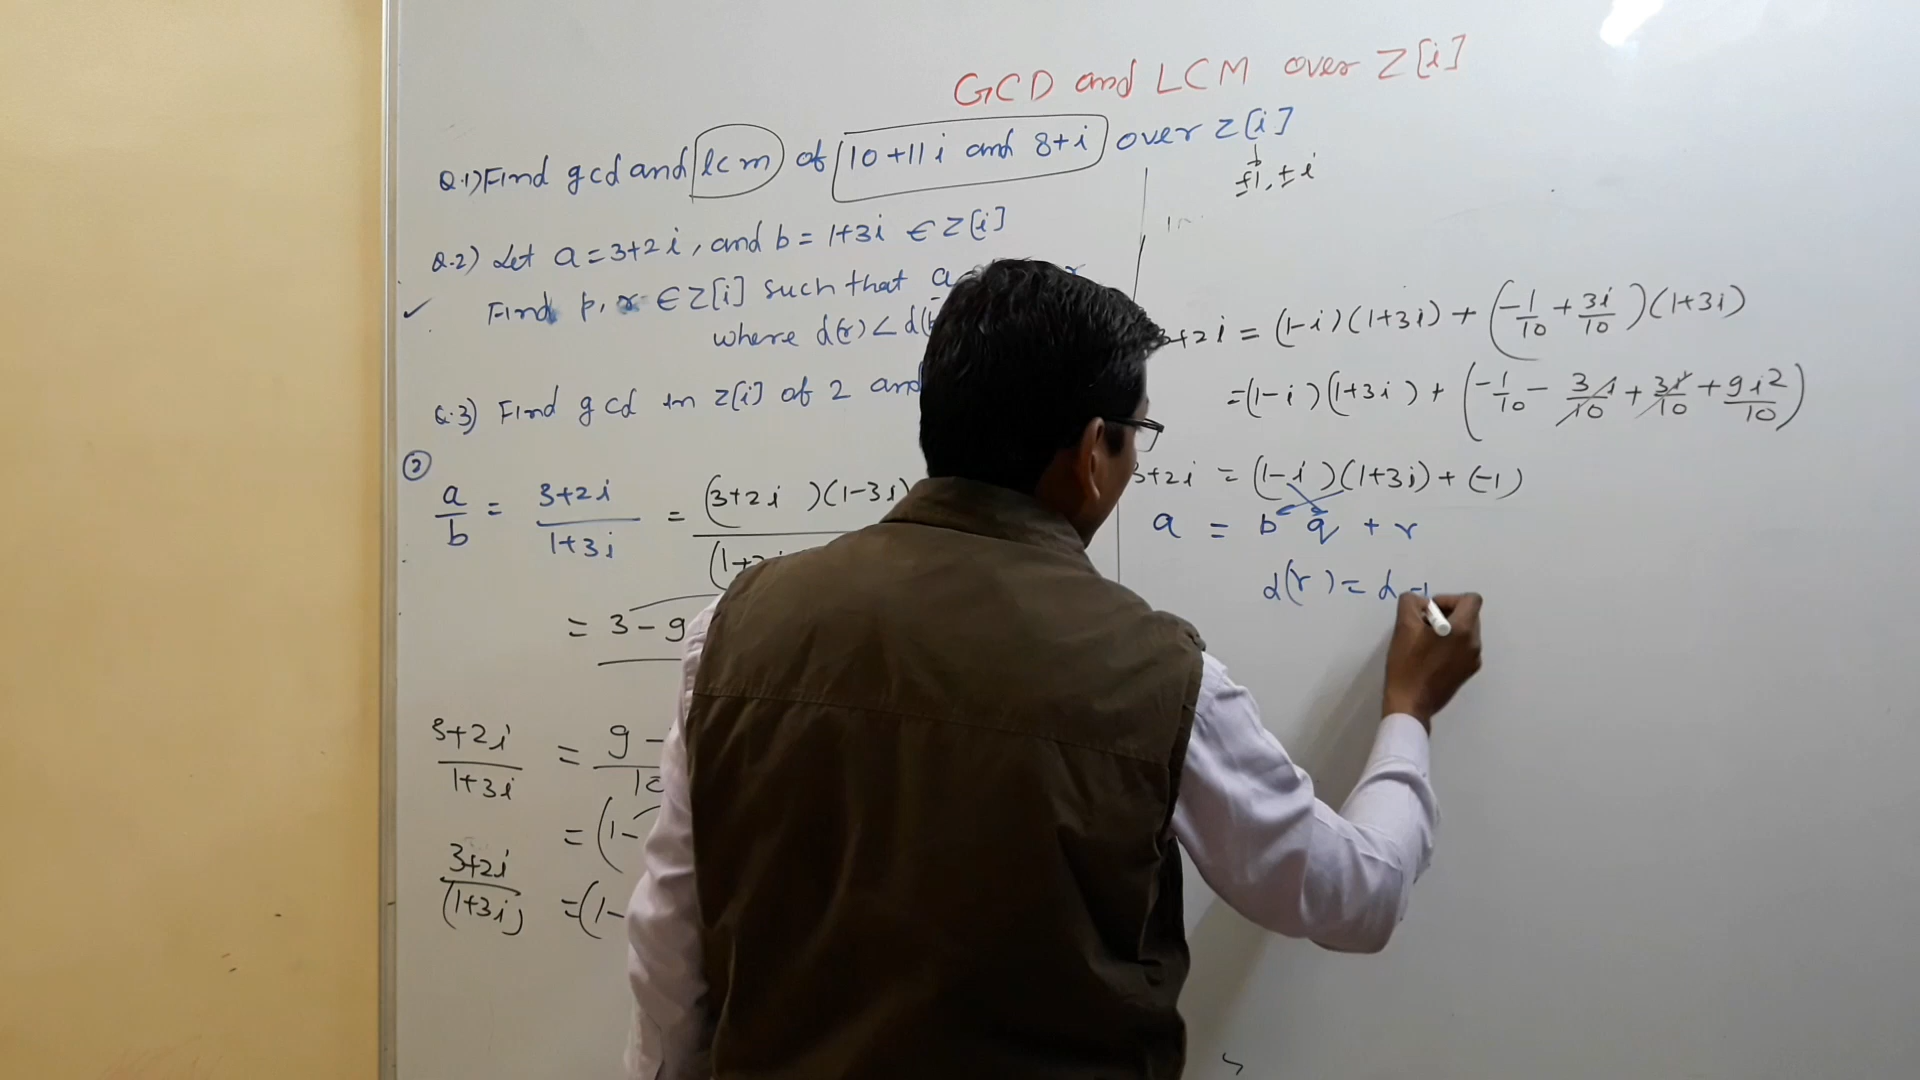 GCD and LCM over Z[i]
Q.1) Find gcd and lcm of 10+11i and 8+i over Z[i]
±1, ±i
Q.2) Let a = 3+2i, and b = 1+3i ∈ Z[i]
✓ Find p, r ∈ Z[i] such that a
where d(r) < d(
Q.3) Find gcd in Z[i] of 2 and
②
a/b = 3+2i/1+3i = (3+2i)(1-3i)
= 3-9
3+2i/1+3i = 9-
= (1-
3+2i/(1+3i) = (1-
3+2i = (1-i)(1+3i) + (-1/10 + 3i/10)(1+3i)
= (1-i)(1+3i) + (-1/10 - 3i/10 + 3i/10 + 9i²/10)
3+2i = (1-i)(1+3i) + (-1)
a = b q + r
d(r) = d